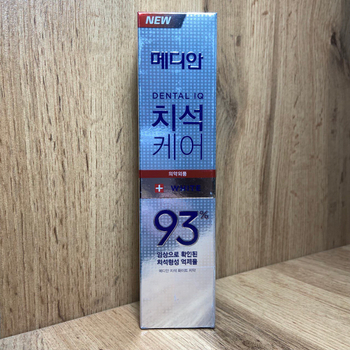 NEW
메디안
DENTAL IQ
치석
케어
의약외품
WHITE
93%
임상으로 확인된
치석형성 억제율